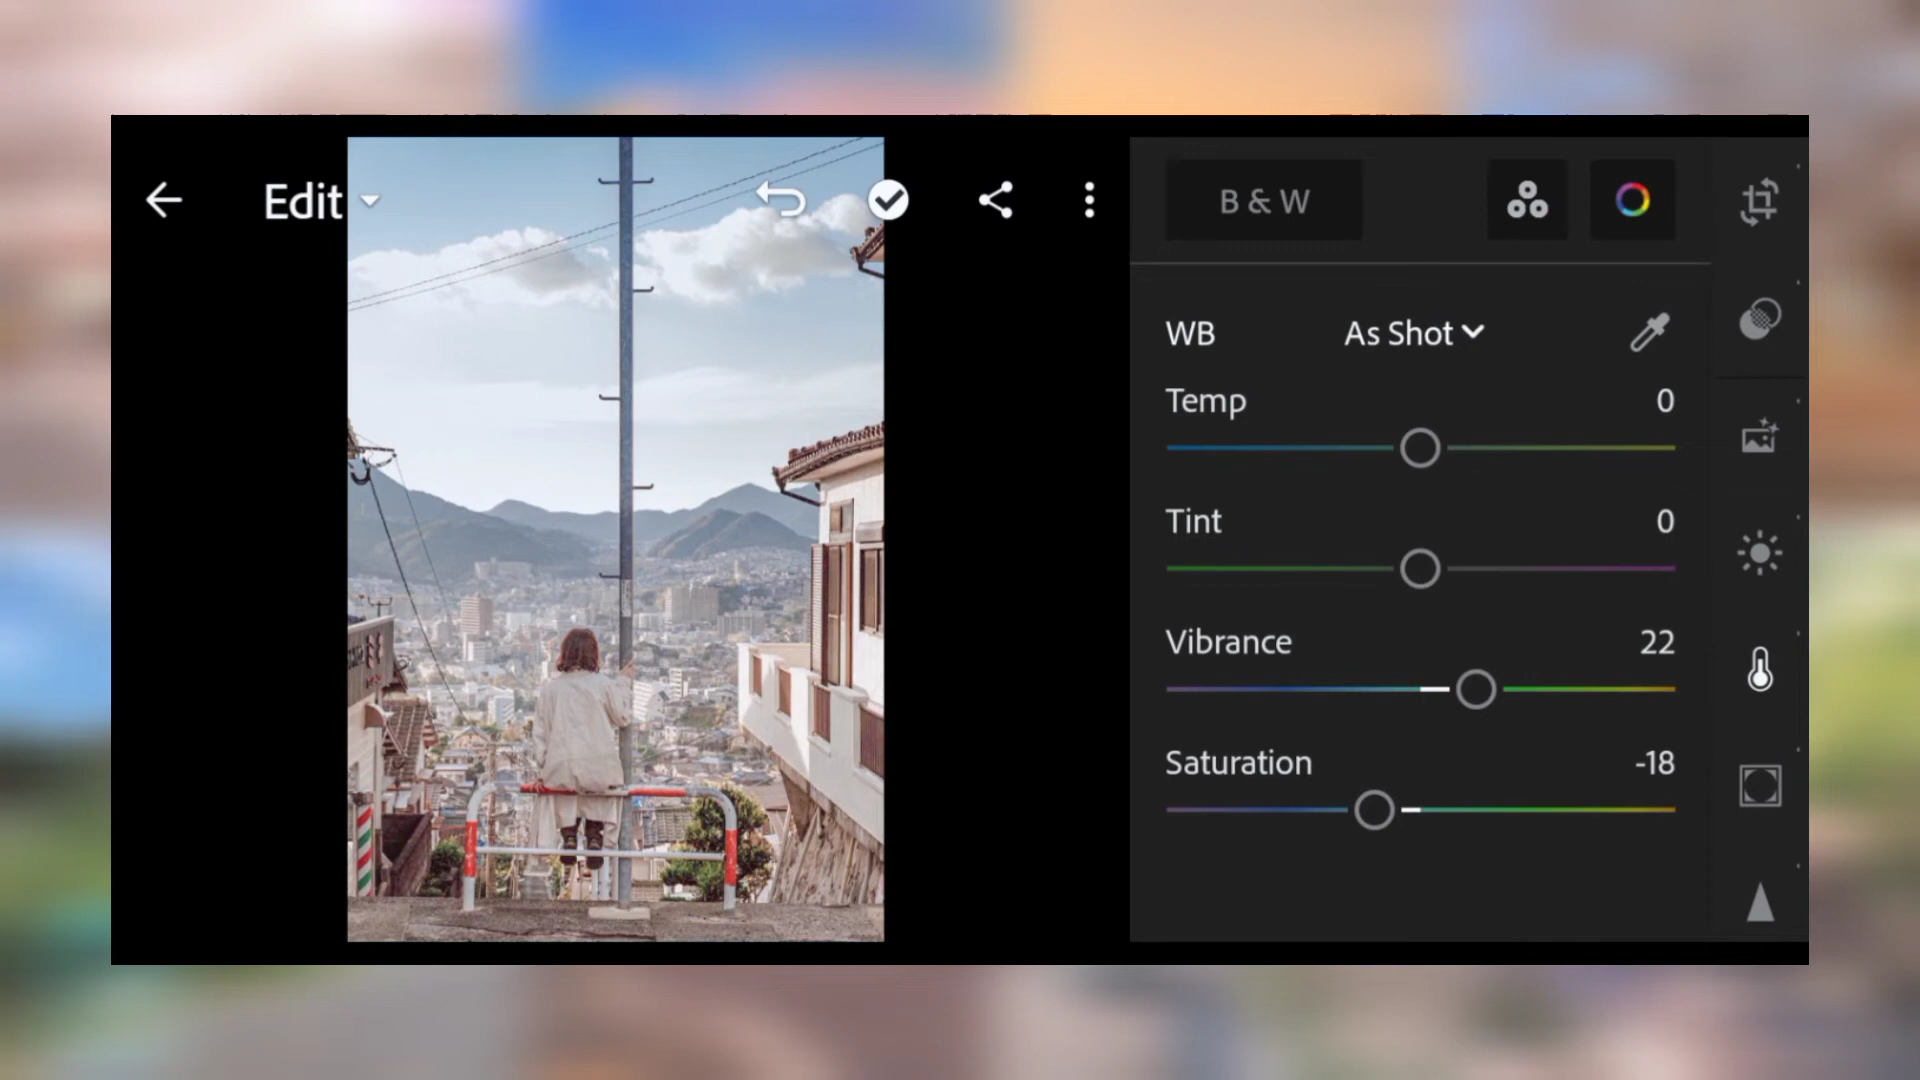 Edit
B & W
WB
As Shot
Temp
0
Tint
0
Vibrance
22
Saturation
-18